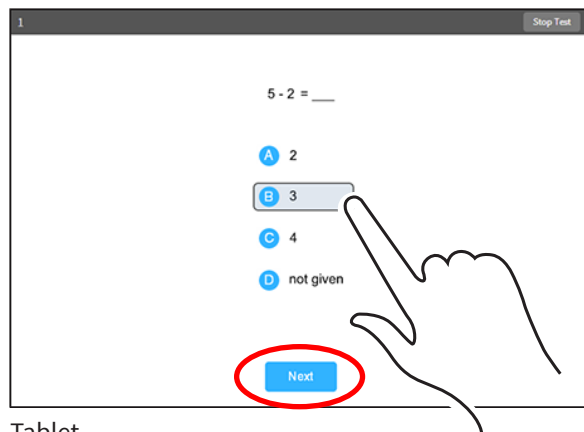 1 Stop Test
5 - 2 = ___
A 2
B 3
C 4
D not given
Next
Tablet